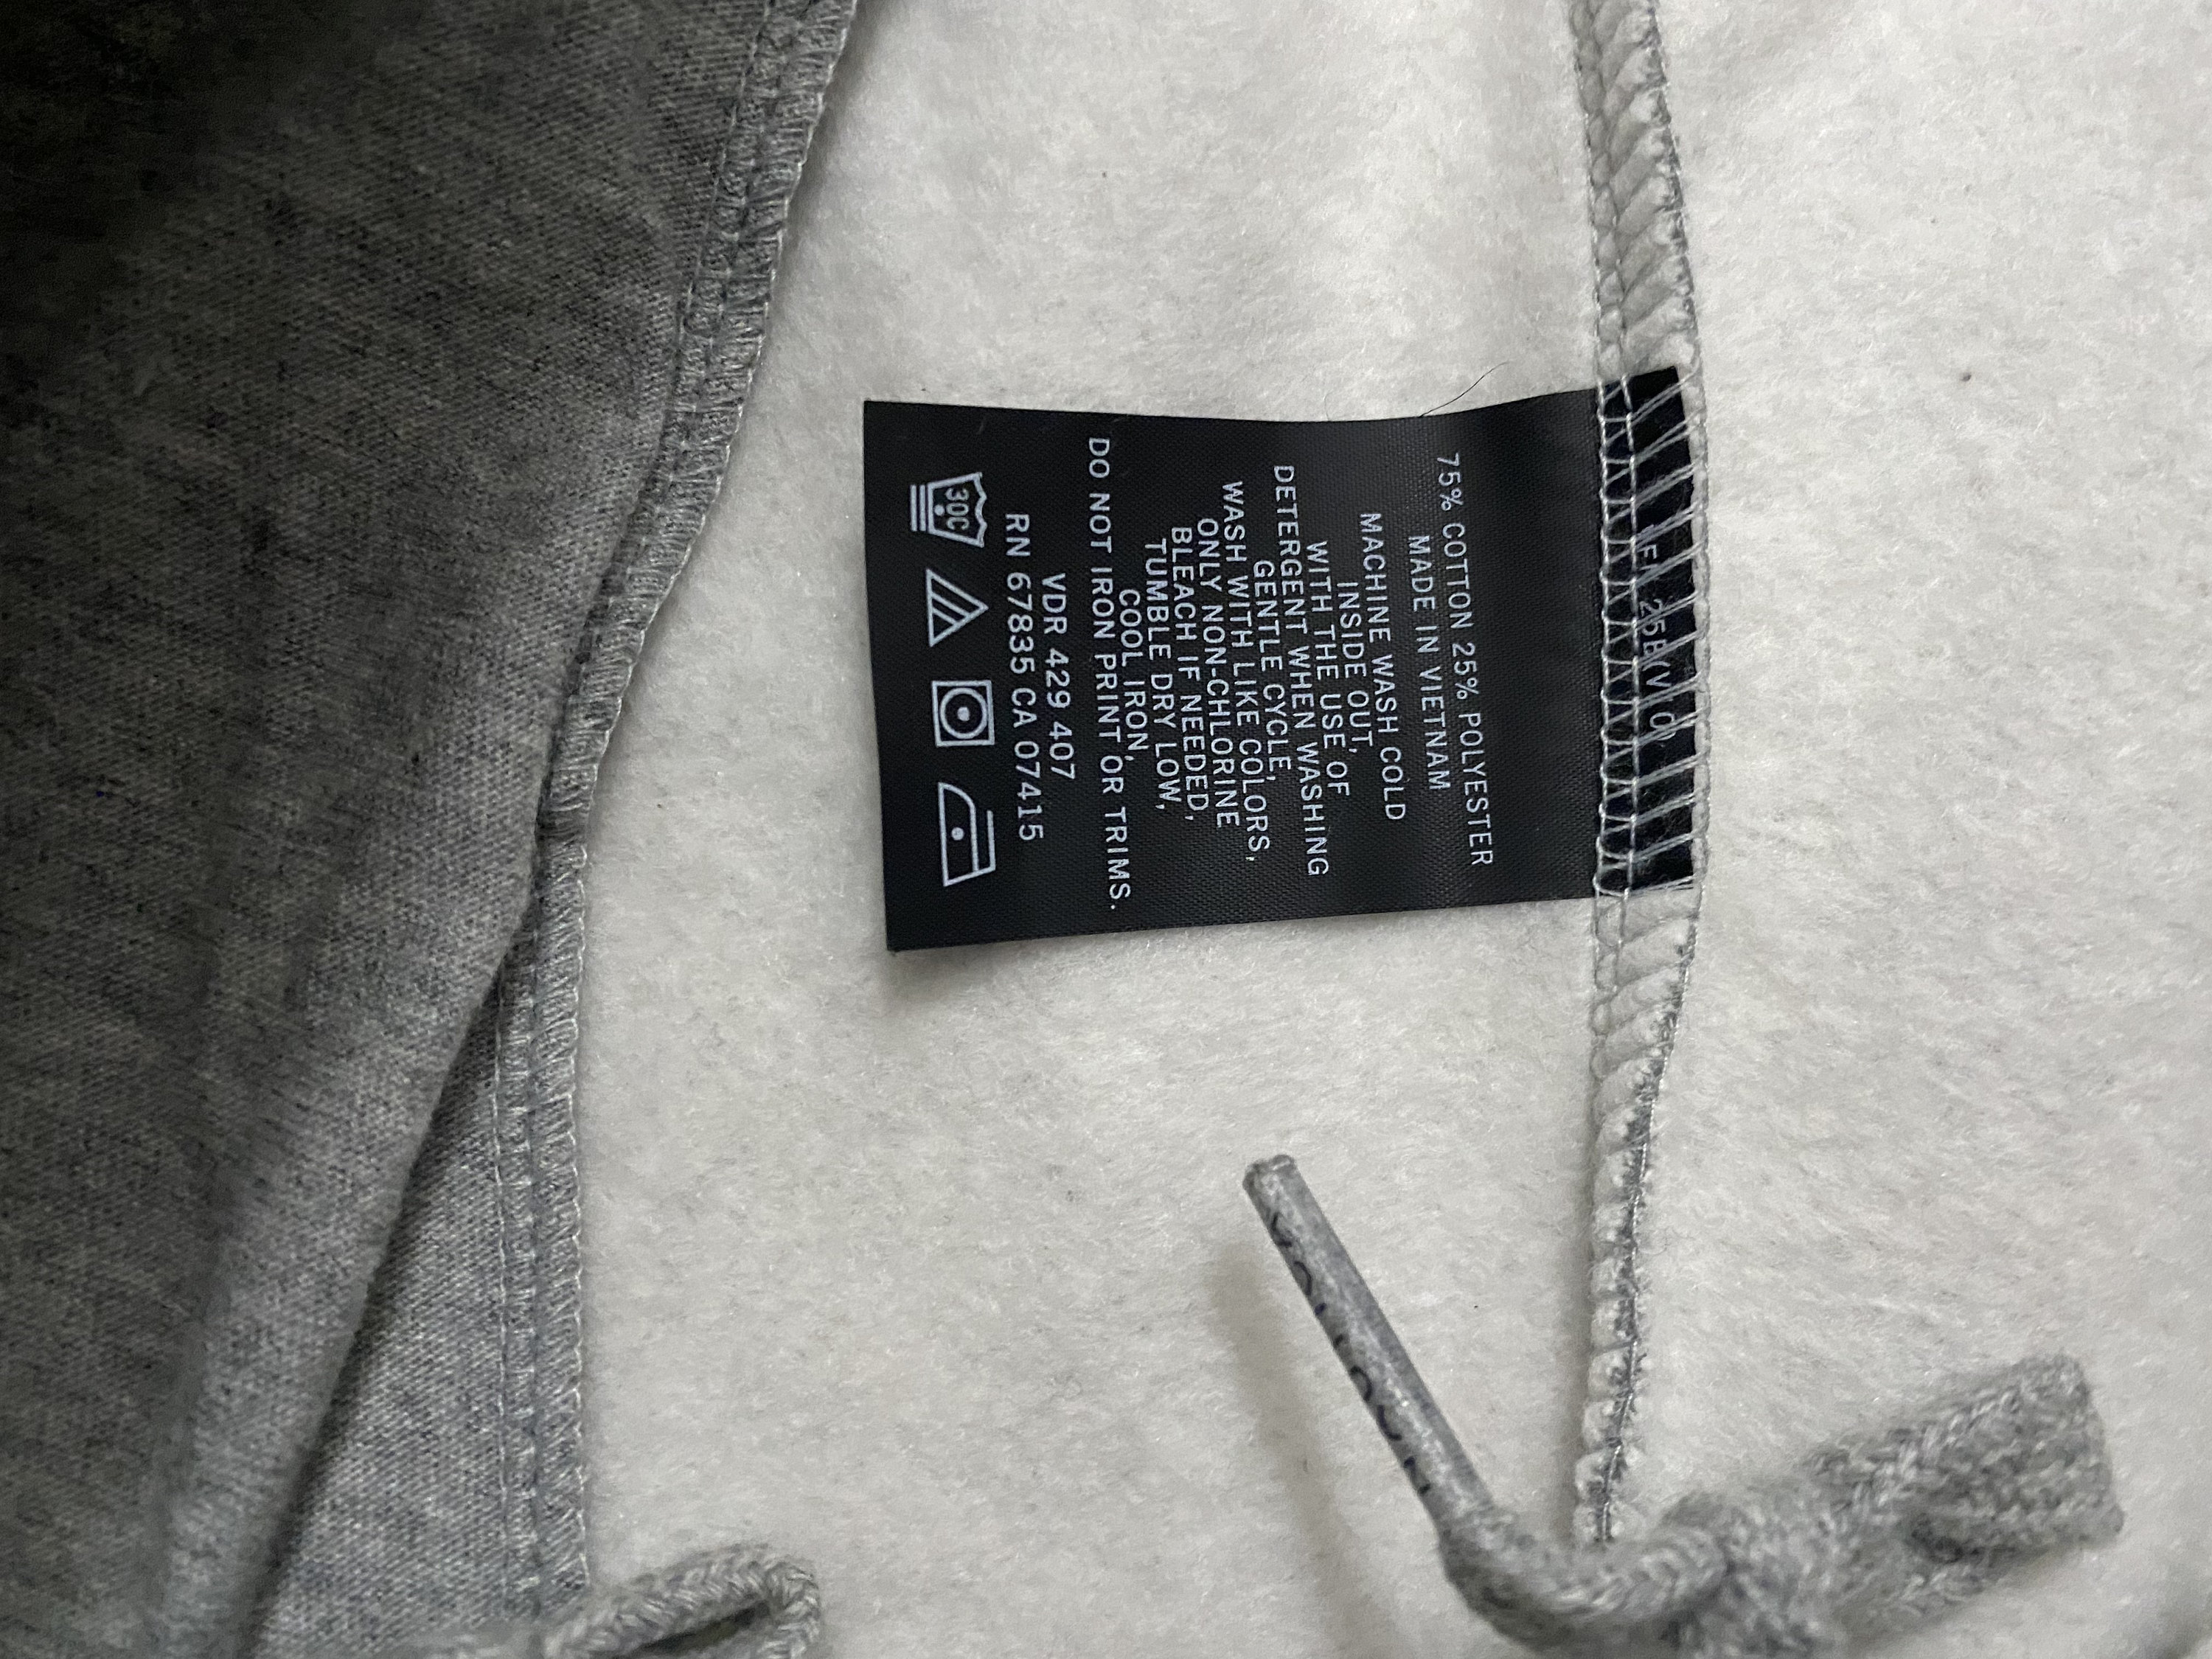 75% COTTON 25% POLYESTER
MADE IN VIETNAM
MACHINE WASH COLD
INSIDE OUT,
WITH THE USE OF
DETERGENT WHEN WASHING
GENTLE CYCLE,
WASH WITH LIKE COLORS,
ONLY NON-CHLORINE
BLEACH IF NEEDED,
TUMBLE DRY LOW,
COOL IRON,
DO NOT IRON PRINT OR TRIMS.
VDR 429 407
RN 67835 CA 07415
30C